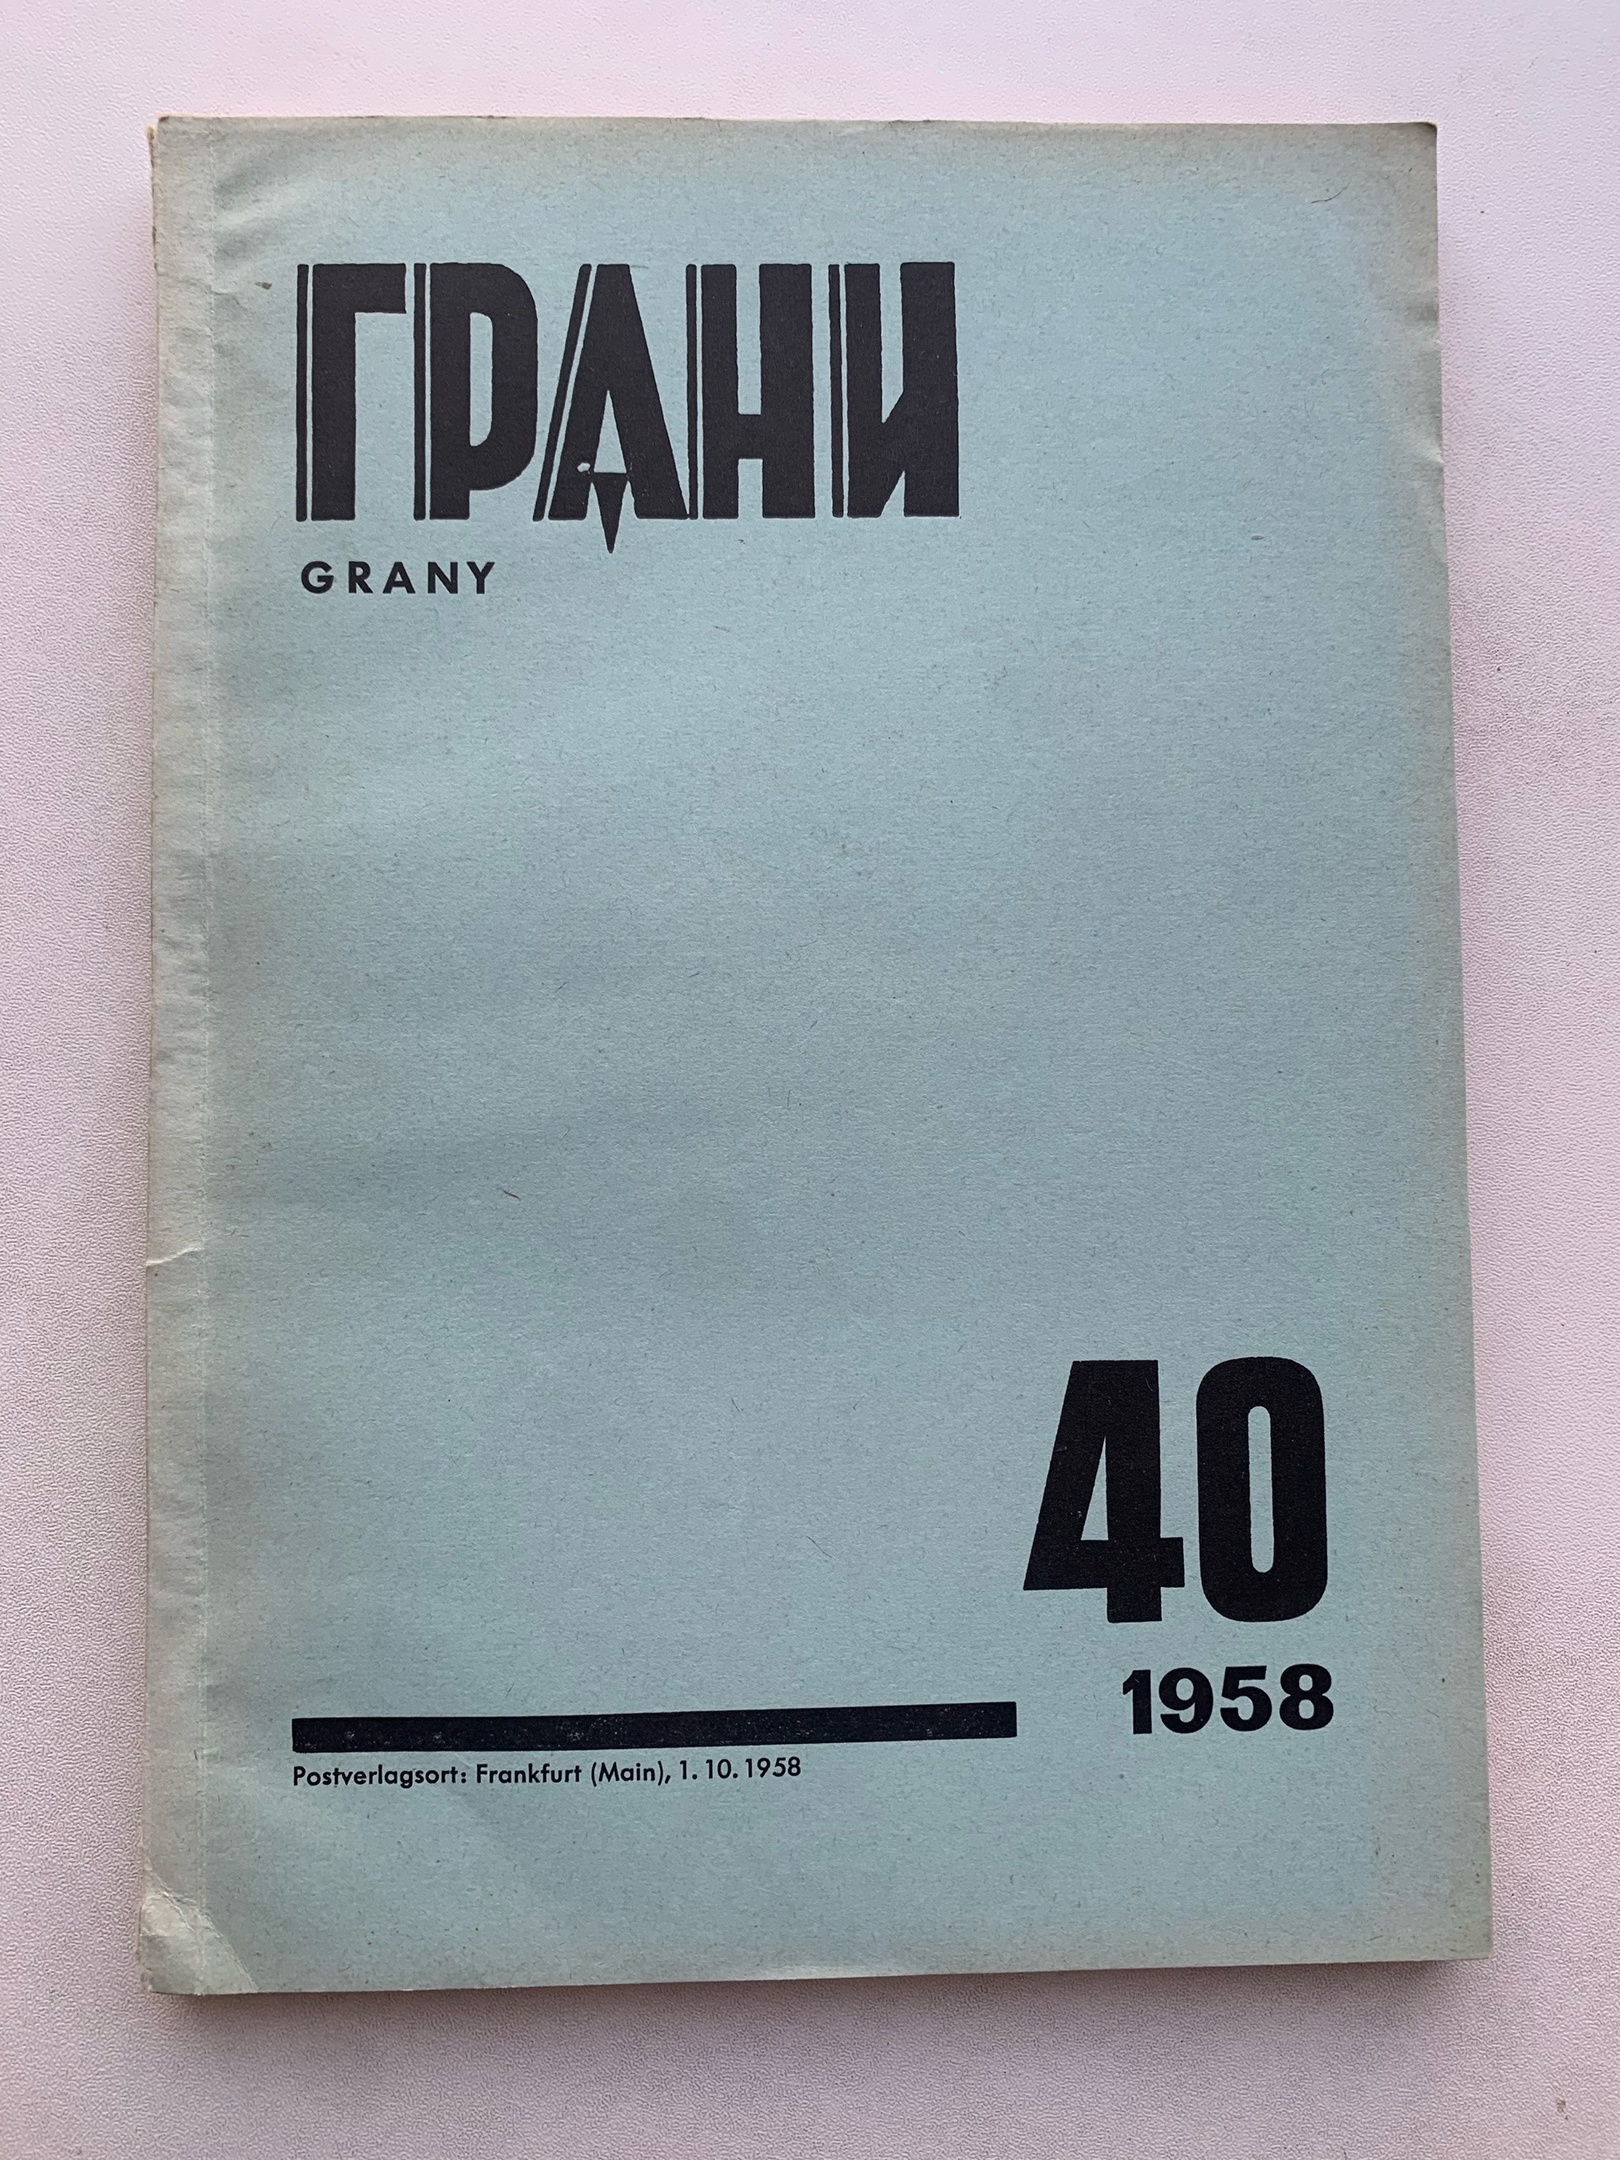 ГРАНИ
GRANY
40
1958
Postverlagsort: Frankfurt (Main), 1. 10. 1958